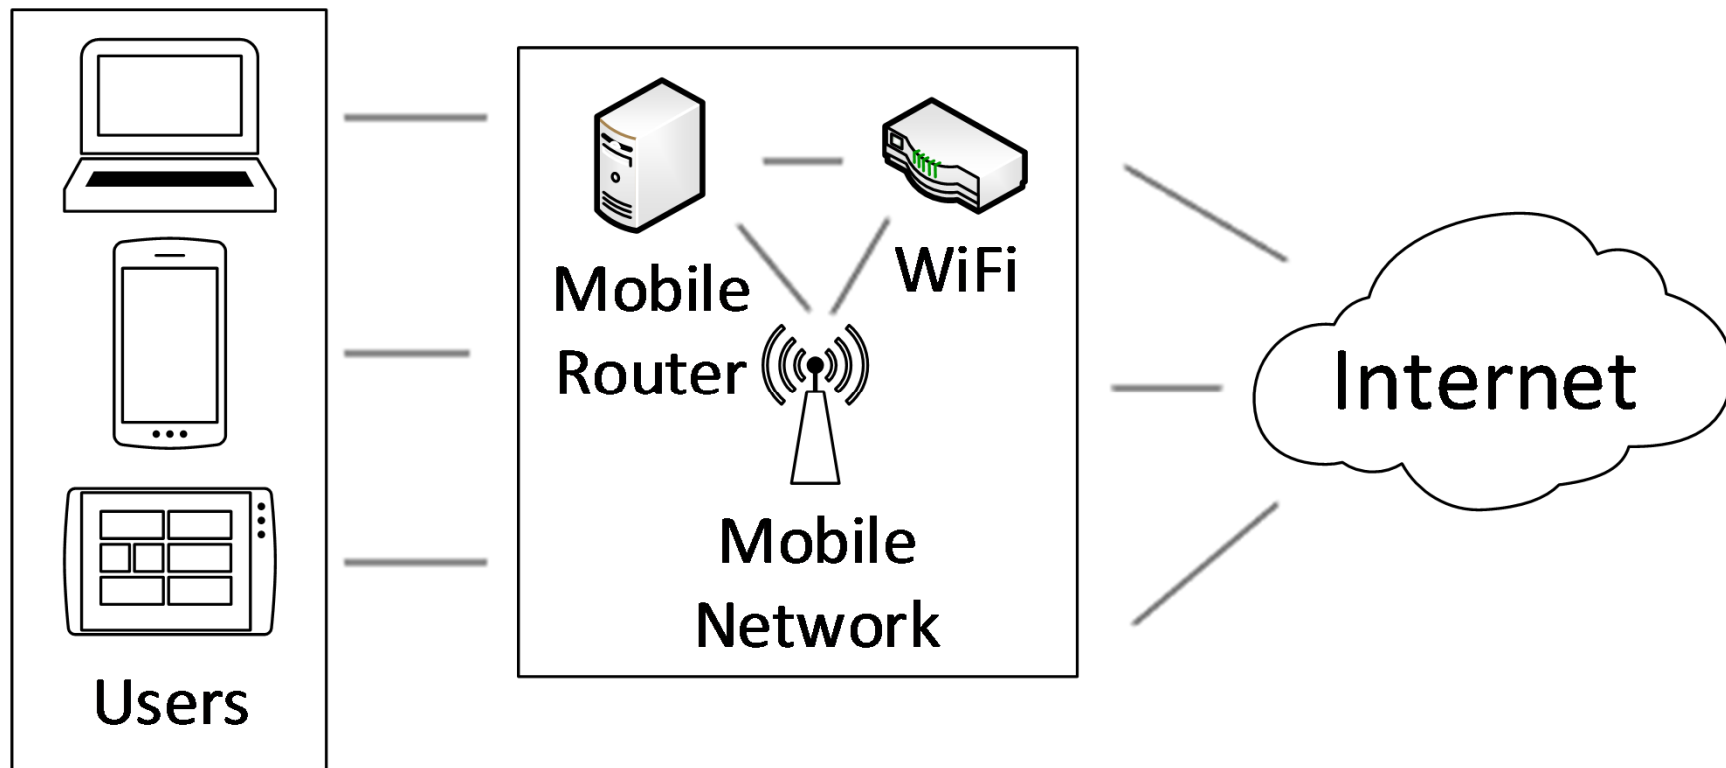 Users
Mobile
Router
WiFi
Mobile
Network
Internet